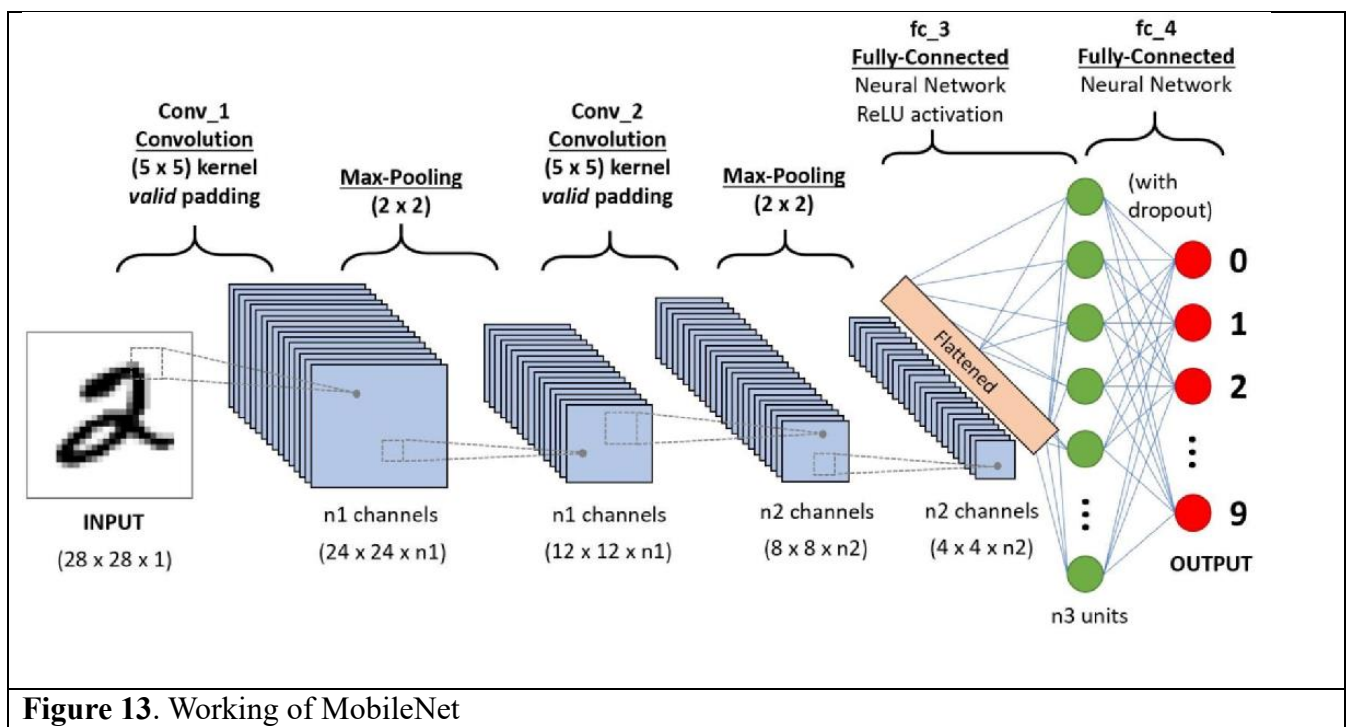 fc_3
Fully-Connected
Neural Network
ReLU activation
fc_4
Fully-Connected
Neural Network
Conv_1
Convolution
(5 x 5) kernel
valid padding
Max-Pooling
(2 x 2)
Conv_2
Convolution
(5 x 5) kernel
valid padding
Max-Pooling
(2 x 2)
(with
dropout)
Flattened
0
1
2
9
INPUT
(28 x 28 x 1)
n1 channels
(24 x 24 x n1)
n1 channels
(12 x 12 x n1)
n2 channels
(8 x 8 x n2)
n2 channels
(4 x 4 x n2)
OUTPUT
n3 units
Figure 13. Working of MobileNet